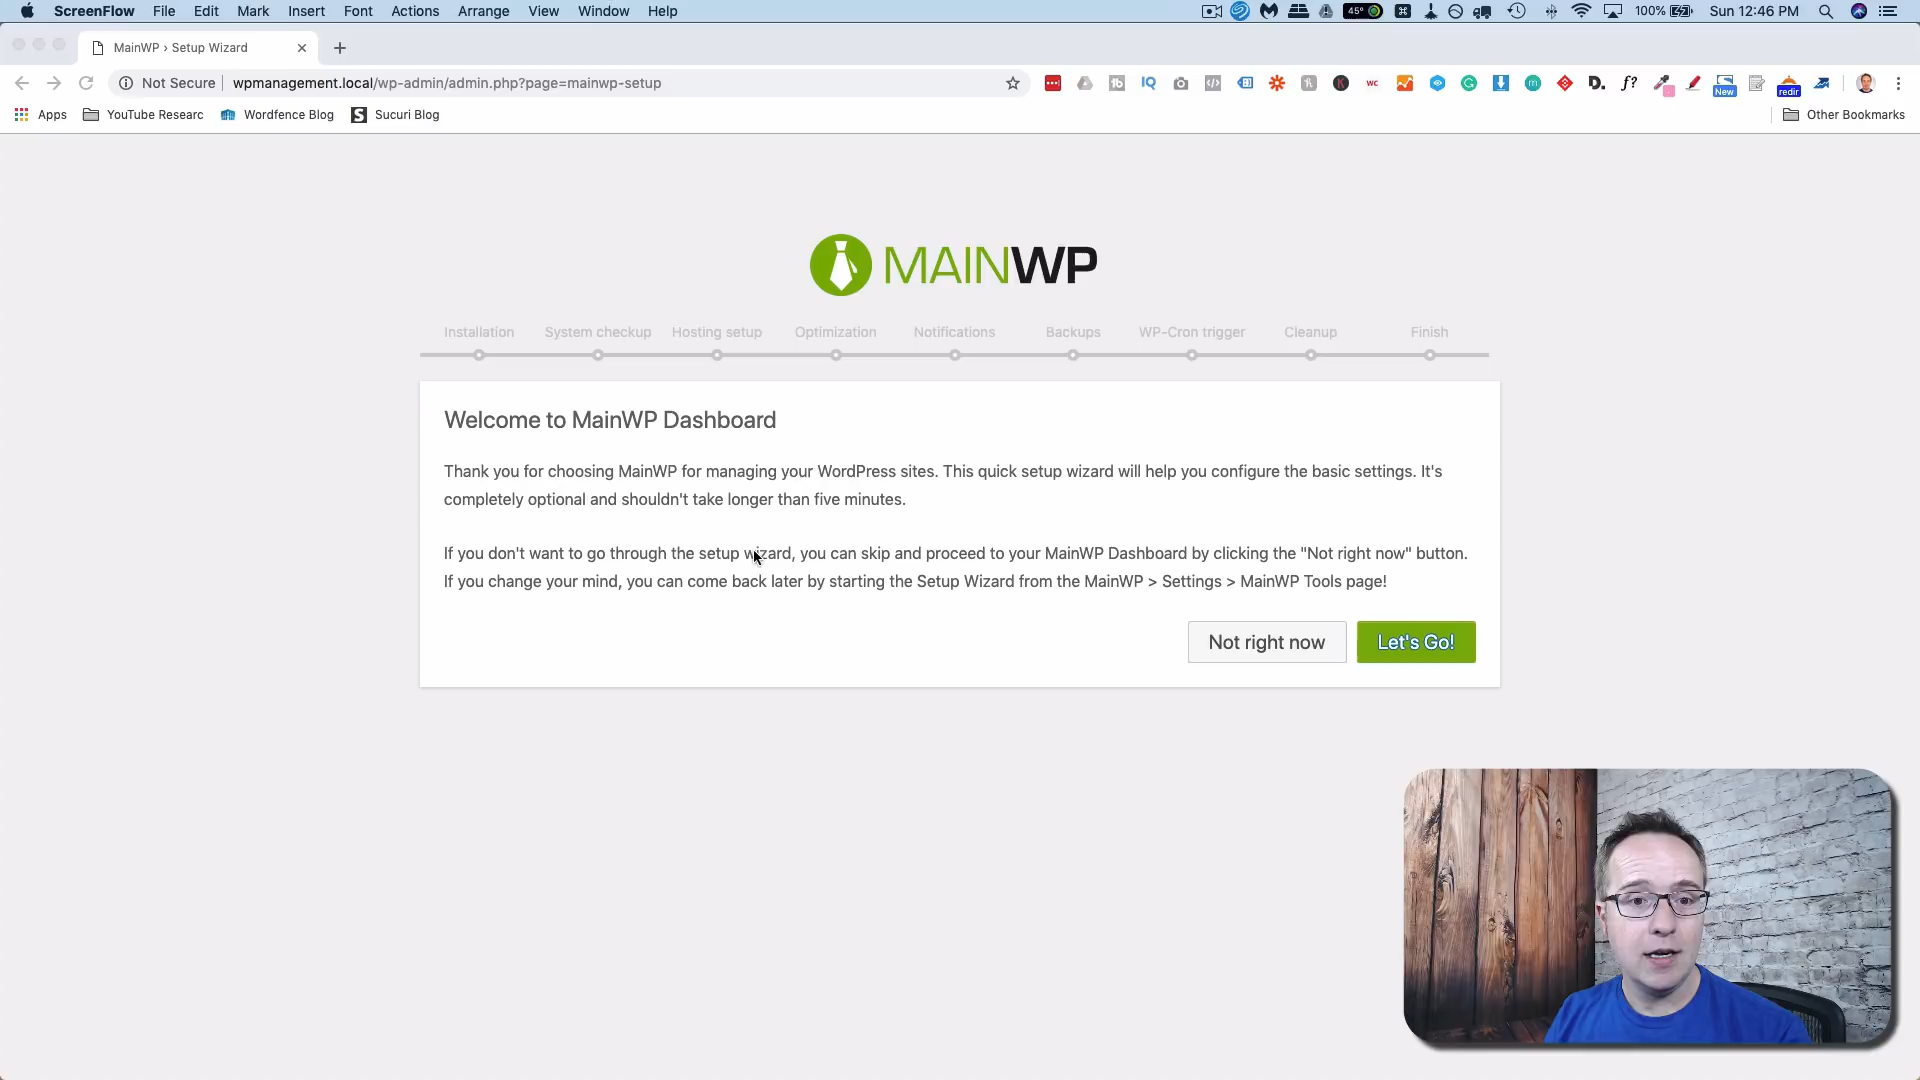 ScreenFlow File Edit Mark Insert Font Actions Arrange View Window Help 45° 100% Sun 12:46 PM
MainWP › Setup Wizard
Not Secure wpmanagement.local/wp-admin/admin.php?page=mainwp-setup
New redir
Apps YouTube Researc Wordfence Blog Sucuri Blog Other Bookmarks
MAINWP
Installation System checkup Hosting setup Optimization Notifications Backups WP-Cron trigger Cleanup Finish
Welcome to MainWP Dashboard
Thank you for choosing MainWP for managing your WordPress sites. This quick setup wizard will help you configure the basic settings. It's
completely optional and shouldn't take longer than five minutes.
If you don't want to go through the setup wizard, you can skip and proceed to your MainWP Dashboard by clicking the "Not right now" button.
If you change your mind, you can come back later by starting the Setup Wizard from the MainWP > Settings > MainWP Tools page!
Not right now Let's Go!